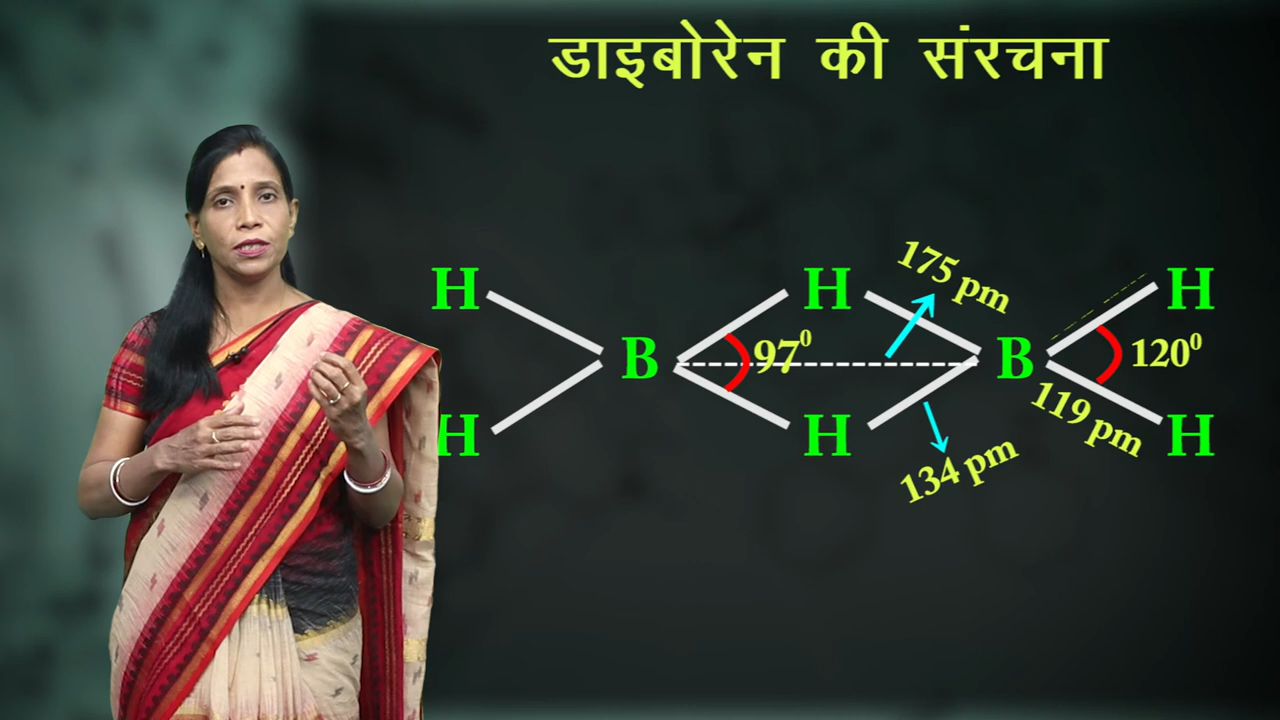 डाइबोरेन की संरचना
175 pm
H H H
B 97⁰ B 120⁰
119 pm
H H H
134 pm